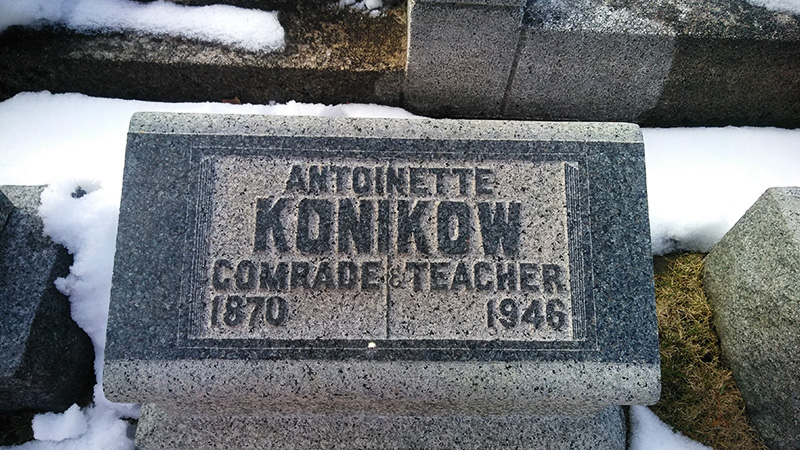 ANTOINETTE
KONIKOW
COMRADE & TEACHER
1870 1946